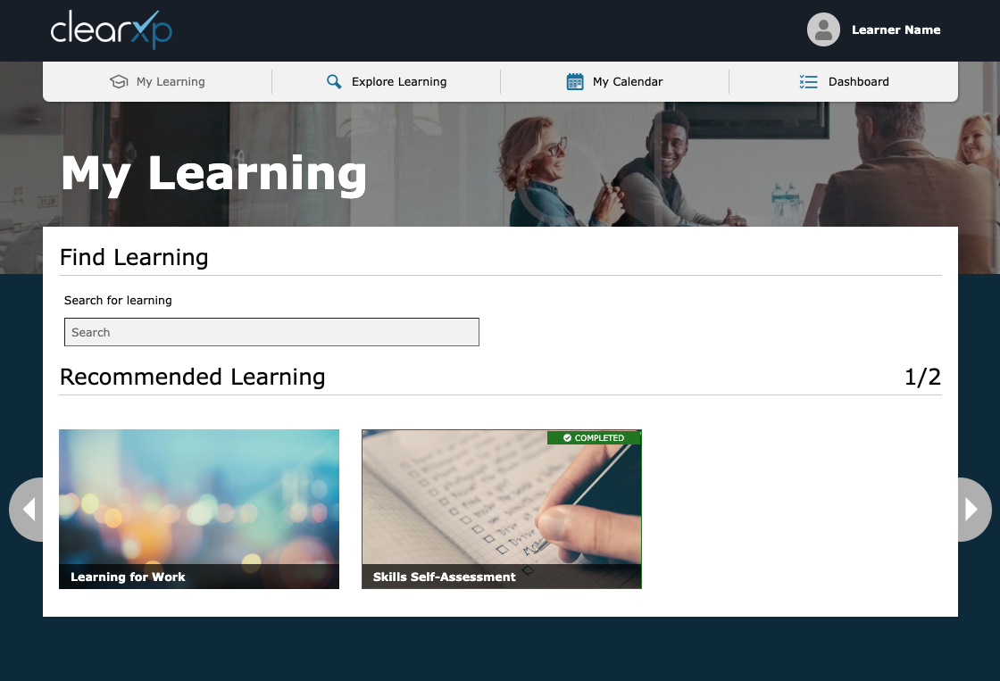 clearxp
Learner Name
My Learning
Explore Learning
My Calendar
Dashboard
My Learning
Find Learning
Search for learning
Search
Recommended Learning
1/2
COMPLETED
Learning for Work
Skills Self-Assessment